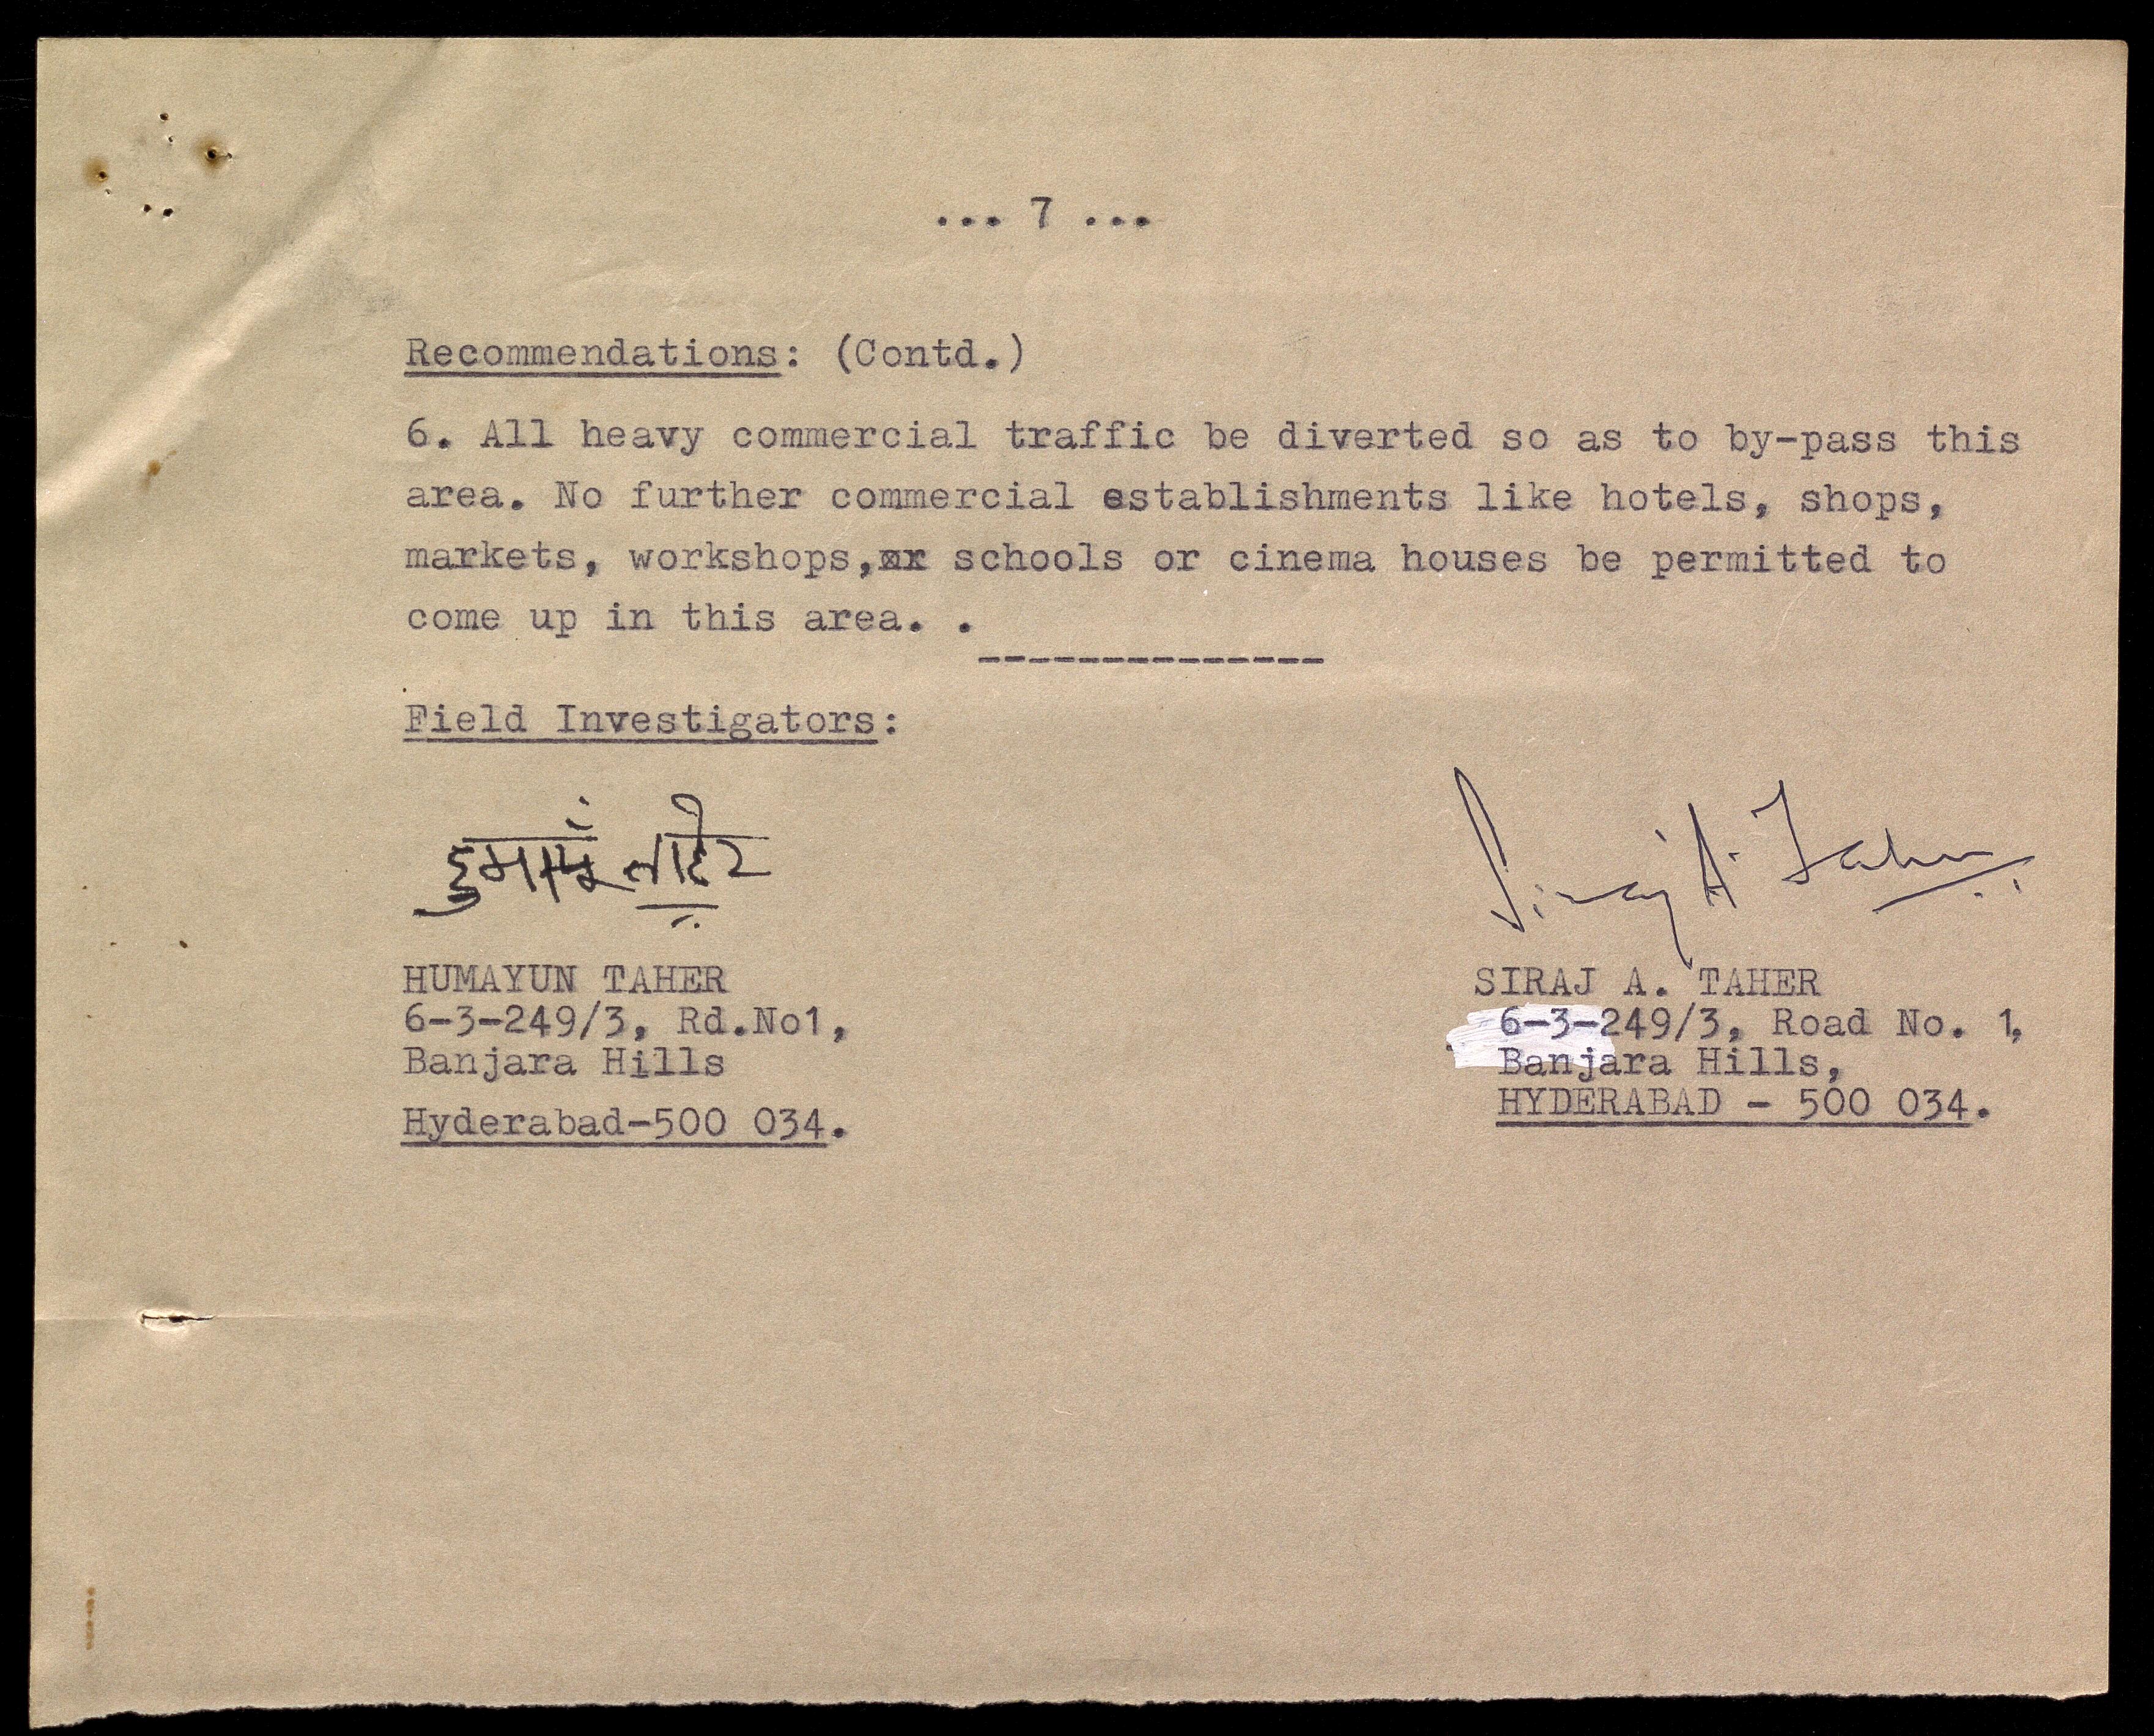 ... 7 ...
Recommendations: (Contd.)
6. All heavy commercial traffic be diverted so as to by-pass this
area. No further commercial establishments like hotels, shops,
markets, workshops, schools or cinema houses be permitted to
come up in this area. .
--------------
Field Investigators:
हुमायूं ताहेर
Siraj A. Taher
HUMAYUN TAHER
SIRAJ A. TAHER
6-3-249/3, Rd.No1,
6-3-249/3, Road No. 1,
Banjara Hills
Banjara Hills,
Hyderabad-500 034.
HYDERABAD - 500 034.